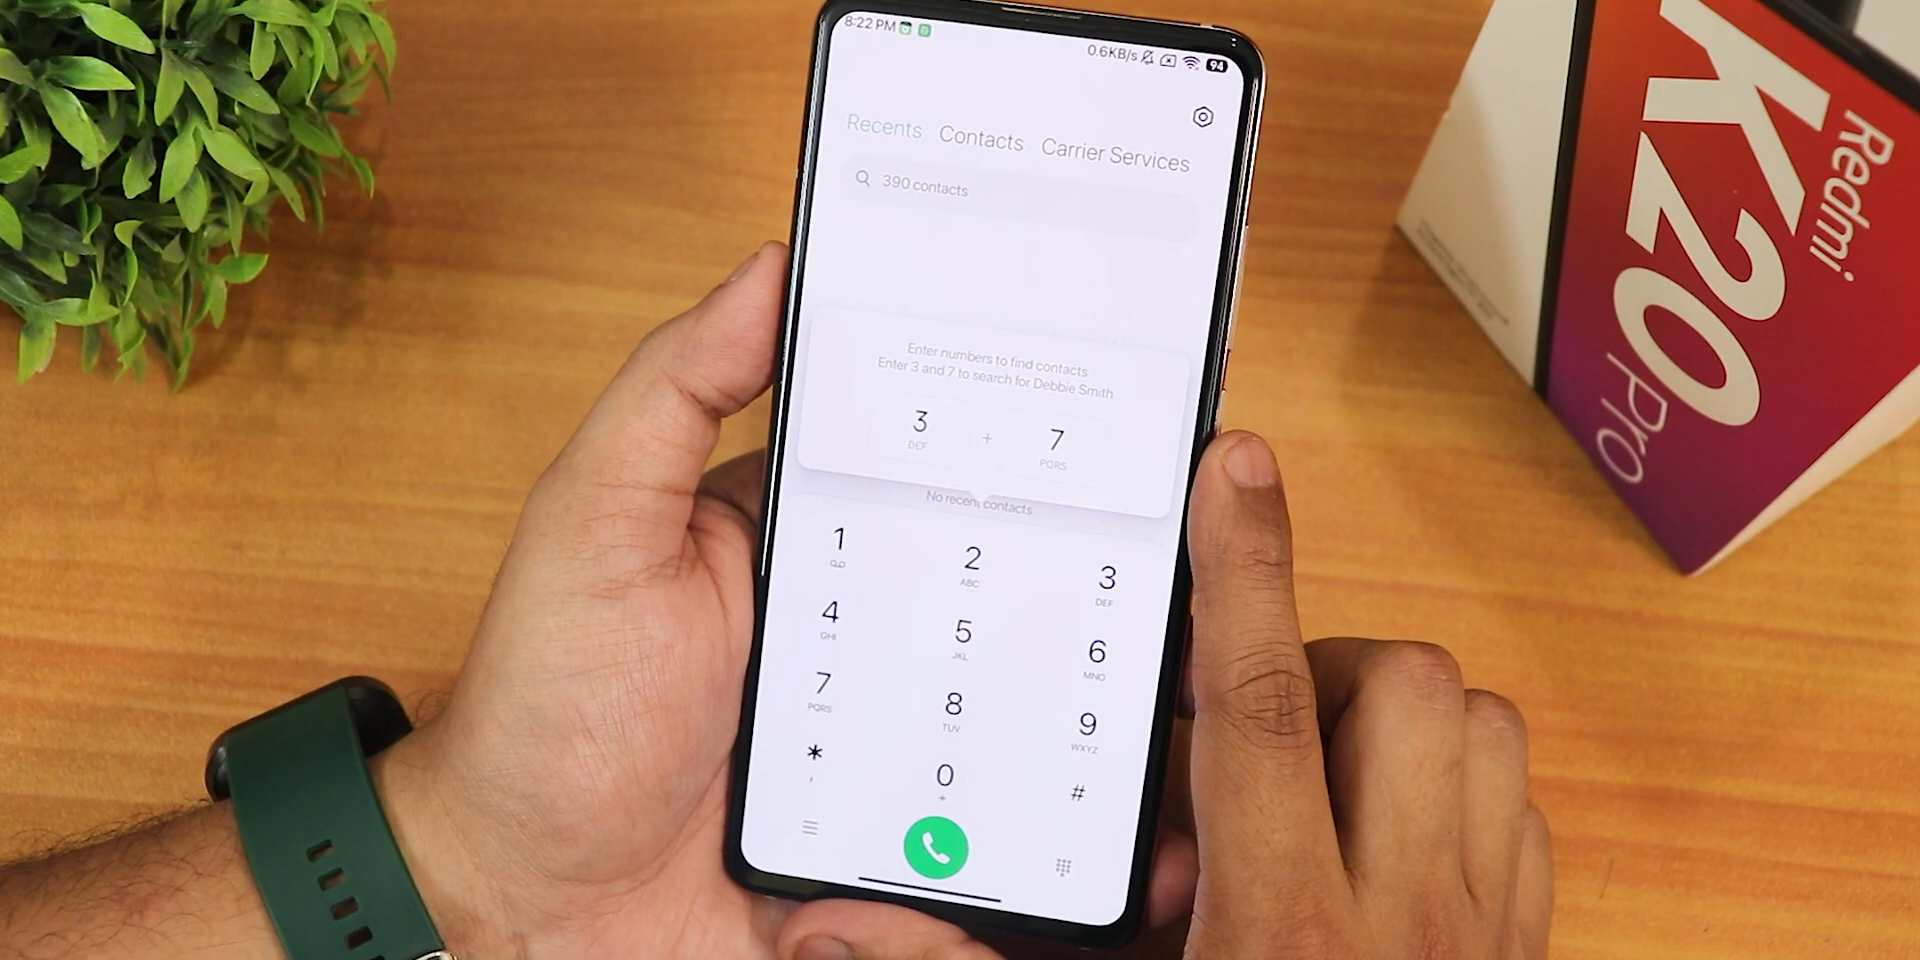 8:22 PM
0.6KB/s
94
Recents Contacts Carrier Services
390 contacts
Enter numbers to find contacts
Enter 3 and 7 to search for Debbie Smith
3 + 7
DEF PQRS
No recent contacts
1 2 3
ABC DEF
4 5 6
GHI JKL MNO
7 8 9
PQRS TUV WXYZ
* 0 #
, +
Redmi
K20
Pro